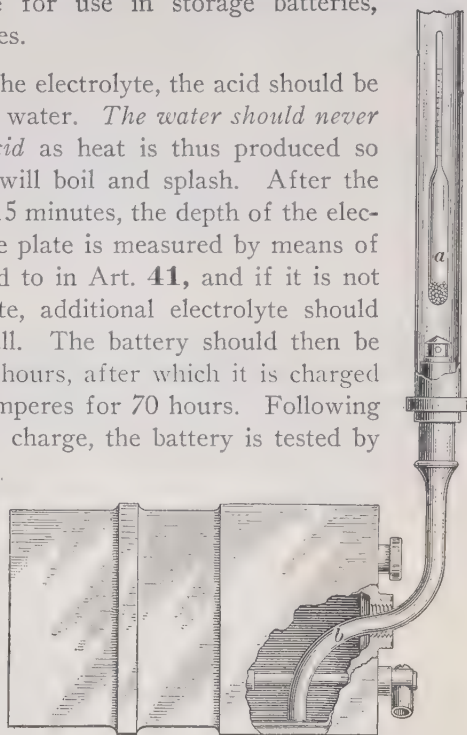 for use in storage batteries,
es.
he electrolyte, the acid should be
water. The water should never
cid as heat is thus produced so
will boil and splash. After the
15 minutes, the depth of the elec-
e plate is measured by means of
d to in Art. 41, and if it is not
te, additional electrolyte should
ll. The battery should then be
hours, after which it is charged
mperes for 70 hours. Following
charge, the battery is tested by
a
b